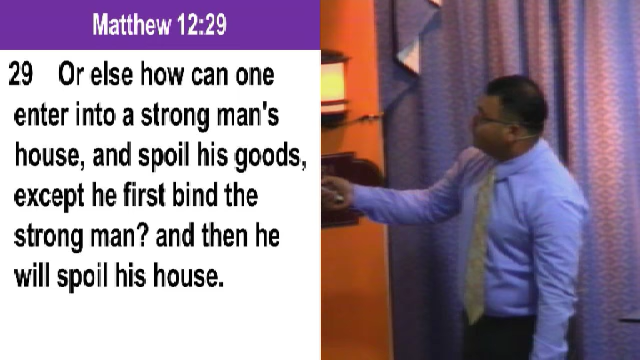 Matthew 12:29
29 Or else how can one
enter into a strong man's
house, and spoil his goods,
except he first bind the
strong man? and then he
will spoil his house.